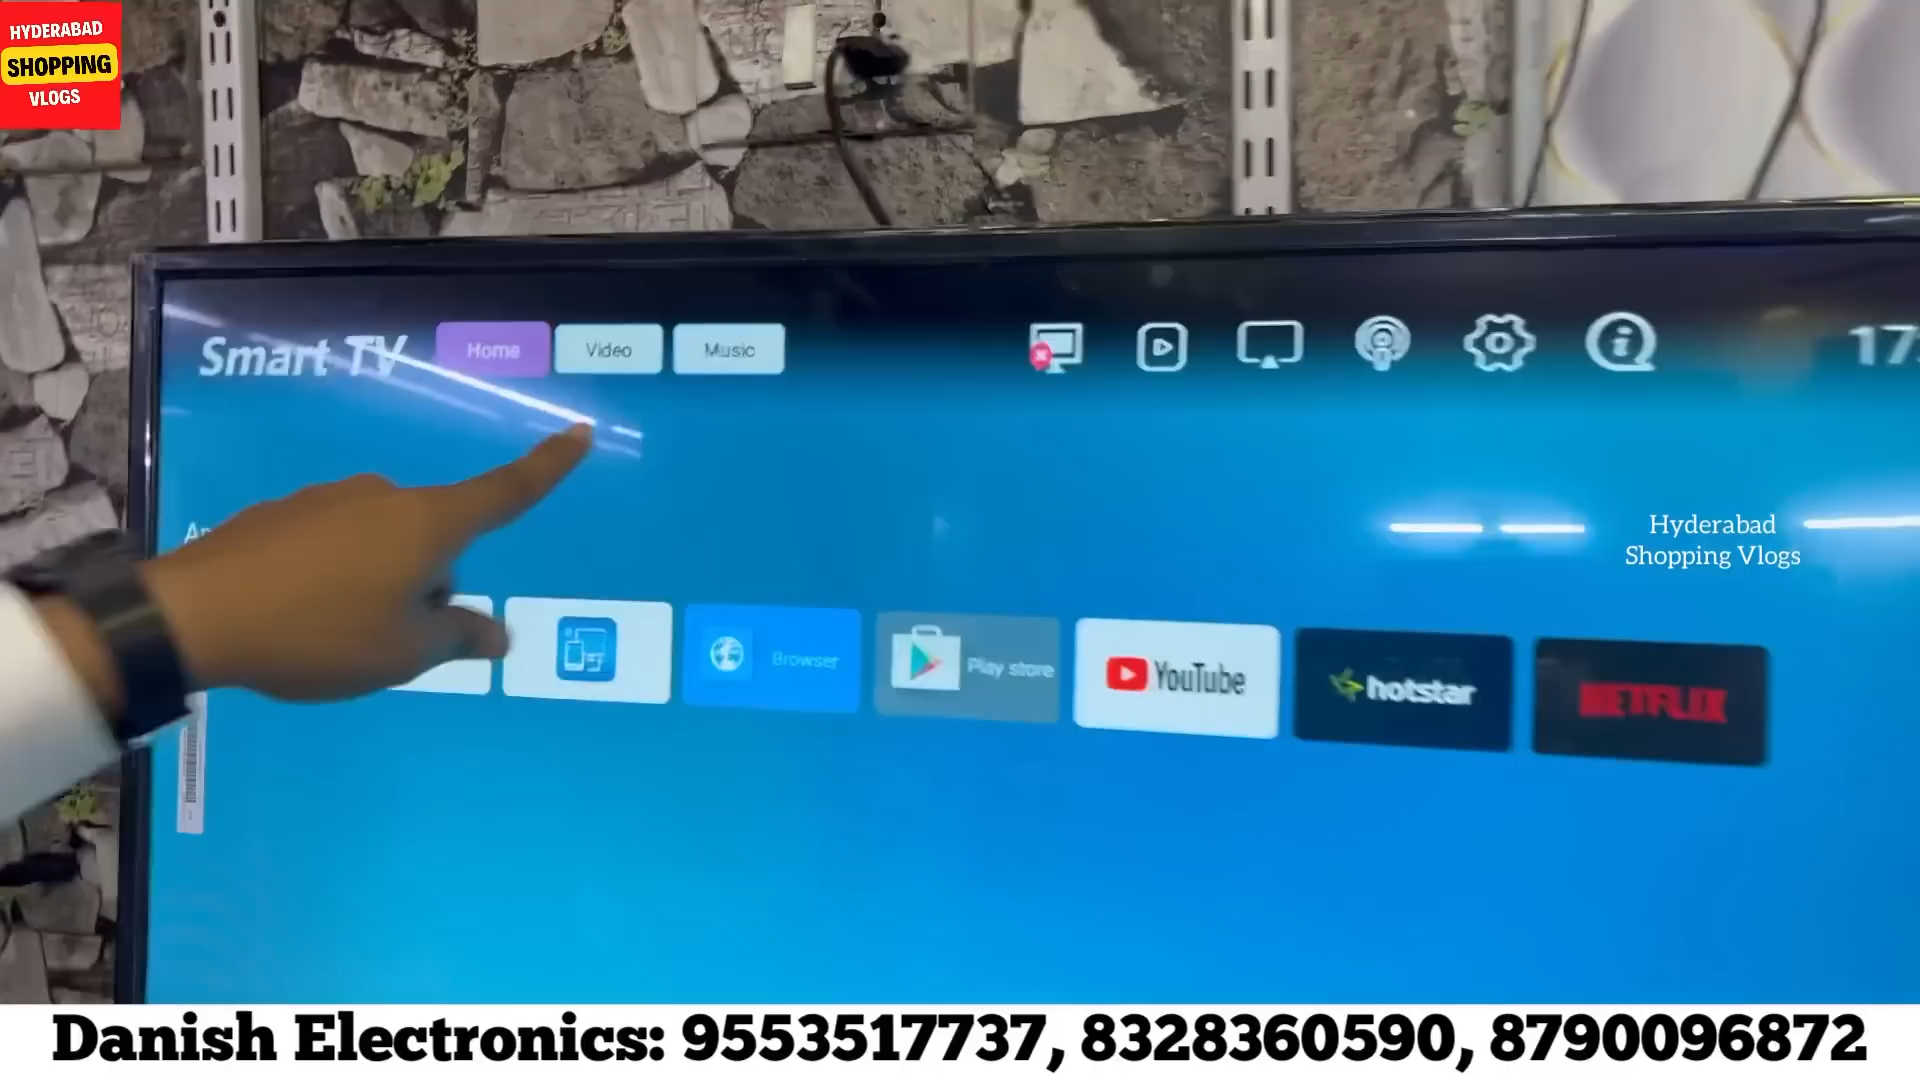 HYDERABAD
SHOPPING
VLOGS
Smart TV
Home
Video
Music
Hyderabad
Shopping Vlogs
Browser
Play store
YouTube
hotstar
NETFLIX
Danish Electronics: 9553517737, 8328360590, 8790096872